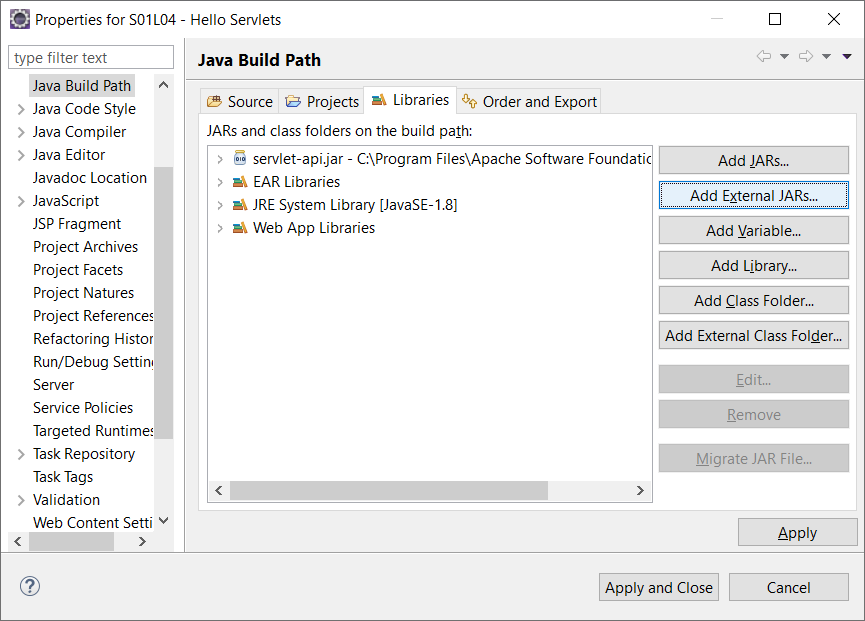 Properties for S01L04 - Hello Servlets
type filter text
Java Build Path
Java Code Style
Java Compiler
Java Editor
Javadoc Location
JavaScript
JSP Fragment
Project Archives
Project Facets
Project Natures
Project References
Refactoring Histor
Run/Debug Setting
Server
Service Policies
Targeted Runtimes
Task Repository
Task Tags
Validation
Web Content Setti
Java Build Path
Source
Projects
Libraries
Order and Export
JARs and class folders on the build path:
servlet-api.jar - C:\Program Files\Apache Software Foundatic
010
EAR Libraries
JRE System Library [JavaSE-1.8]
Web App Libraries
Add JARs...
Add External JARs...
Add Variable...
Add Library...
Add Class Folder...
Add External Class Folder...
Edit...
Remove
Migrate JAR File...
Apply
?
Apply and Close
Cancel